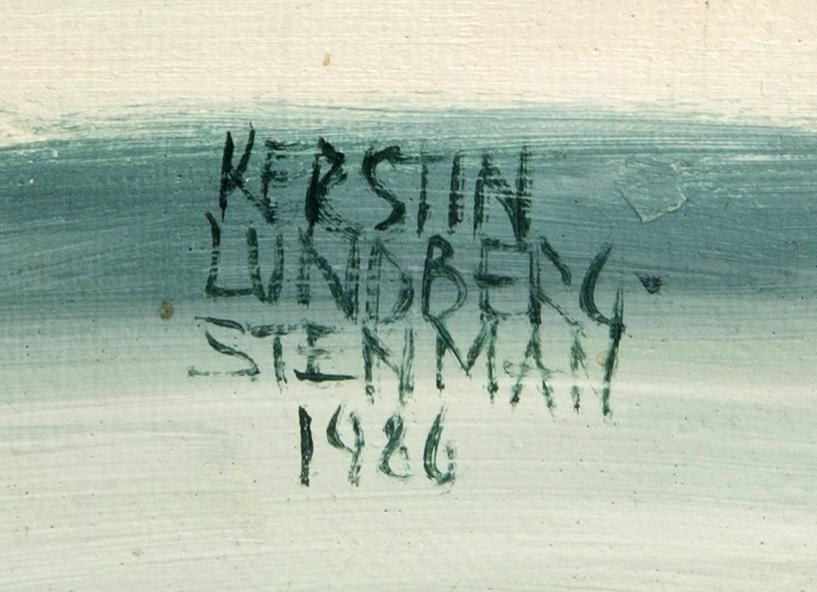 KERSTIN
LUNDBERG-
STENMAN
1986